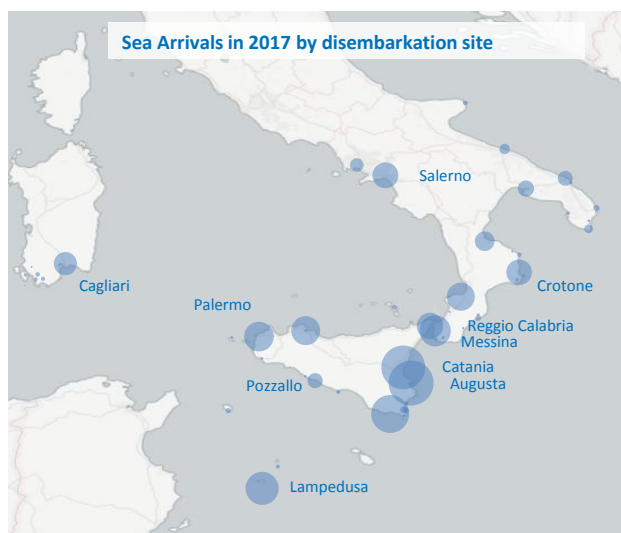 Sea Arrivals in 2017 by disembarkation site
Salerno
Cagliari
Crotone
Palermo
Reggio Calabria
Messina
Catania
Pozzallo
Augusta
Lampedusa